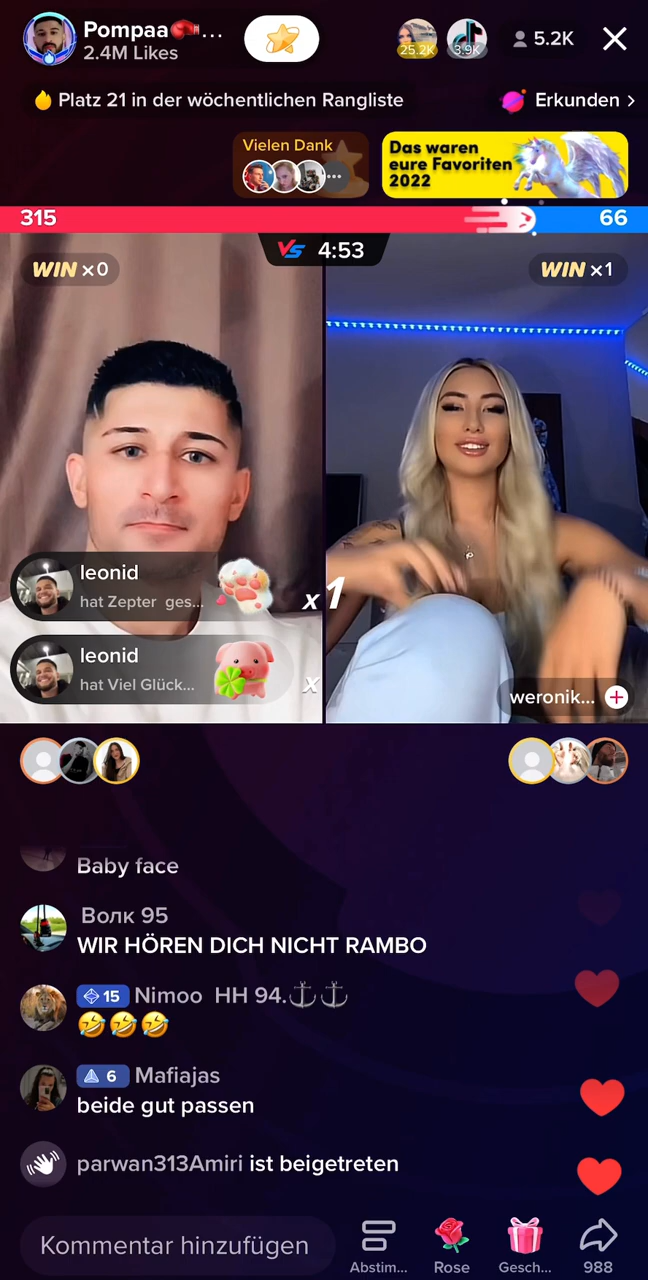 Pompaa🥊...
2.4M Likes
25.2K
3.9K
5.2K
Platz 21 in der wöchentlichen Rangliste
Erkunden >
Vielen Dank
Das waren
eure Favoriten
2022
315
66
VS 4:53
WIN x0
WIN x1
leonid
hat Zepter ges...
x 1
leonid
hat Viel Glück...
x
weronik...
Baby face
Волк 95
WIR HÖREN DICH NICHT RAMBO
15 Nimoo HH 94.⚓⚓
🤣🤣🤣
6 Mafiajas
beide gut passen
parwan313Amiri ist beigetreten
Kommentar hinzufügen
Abstim...
Rose
Gesch...
988